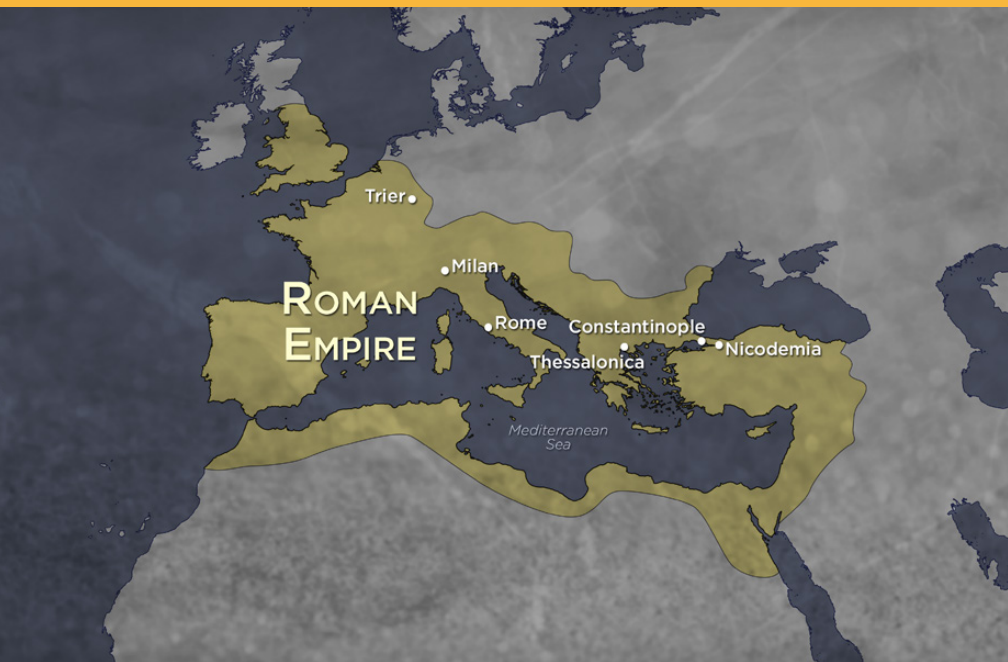 Trier
Milan
ROMAN
EMPIRE
Rome
Constantinople
Nicodemia
Thessalonica
Mediterranean
Sea